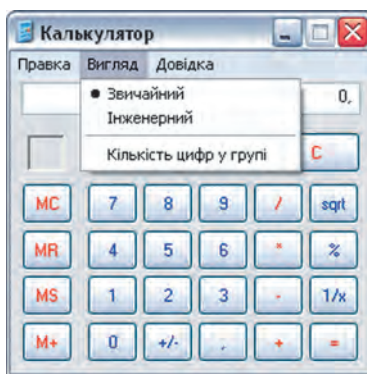 Калькулятор
Правка Вигляд Довідка
Звичайний
0,
Інженерний
Кількість цифр у групі
C
MC 7 8 9 / sqrt
MR 4 5 6 * %
MS 1 2 3 - 1/x
M+ 0 +/- , + =